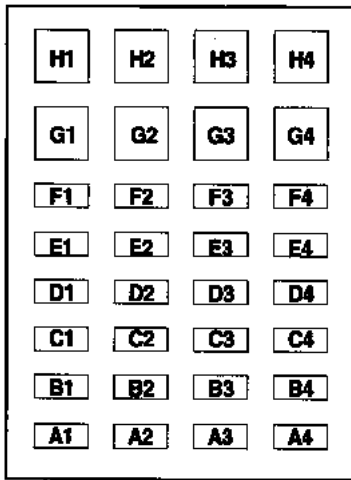 H1 H2 H3 H4
G1 G2 G3 G4
F1 F2 F3 F4
E1 E2 E3 E4
D1 D2 D3 D4
C1 C2 C3 C4
B1 B2 B3 B4
A1 A2 A3 A4